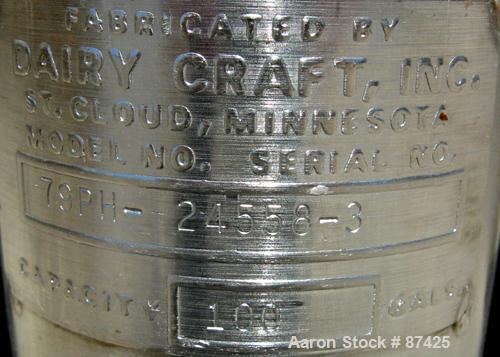 FABRICATED BY
DAIRY CRAFT, INC.
ST. CLOUD, MINNESOTA
MODEL NO. SERIAL NO.
79PH- 24558-3
CAPACITY 100 GALS.
Aaron Stock # 87425